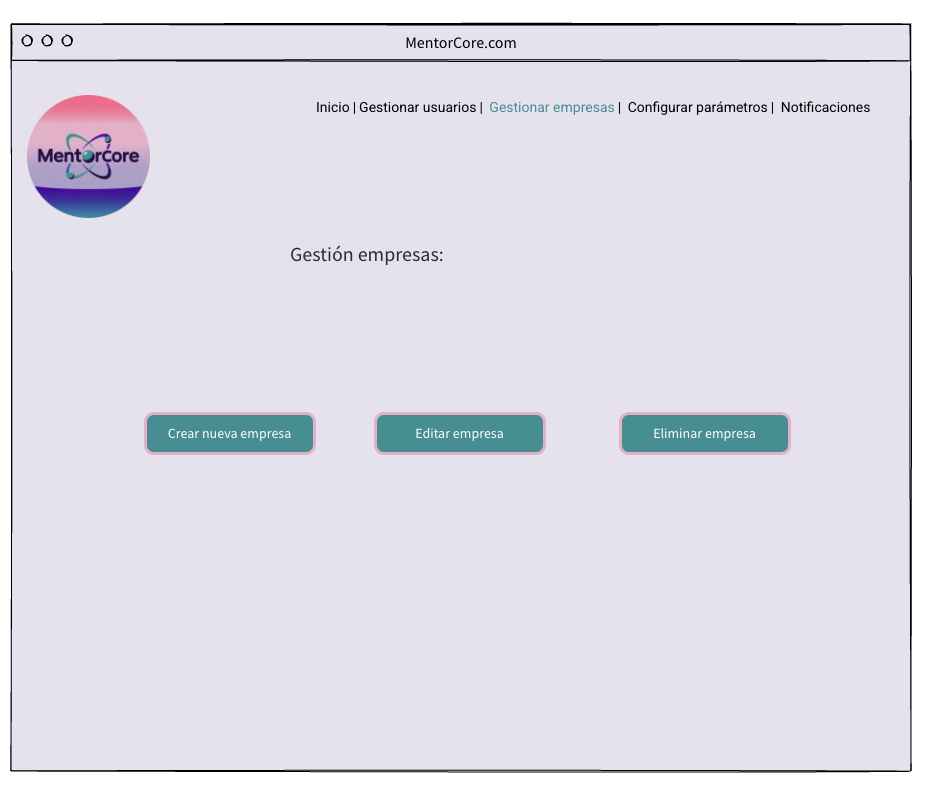 MentorCore.com
MentorCore
Inicio | Gestionar usuarios | Gestionar empresas | Configurar parámetros | Notificaciones
Gestión empresas:
Crear nueva empresa
Editar empresa
Eliminar empresa